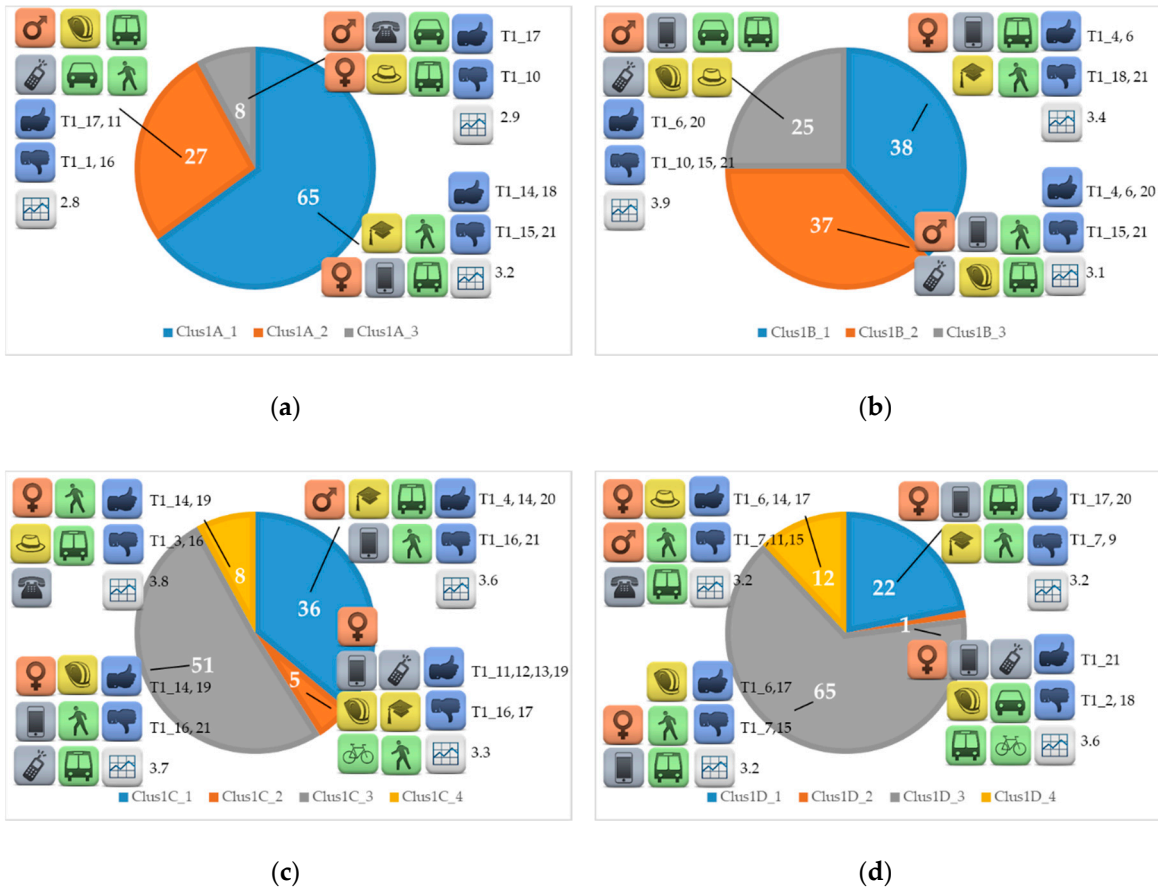 T1_17
T1_10
2.9
8
T1_17, 11
T1_1, 16
2.8
27
65
T1_14, 18
T1_15, 21
3.2
Clus1A_1 Clus1A_2 Clus1A_3
(a)
T1_4, 6
T1_18, 21
3.4
25
38
T1_6, 20
T1_10, 15, 21
3.9
37
T1_4, 6, 20
T1_15, 21
3.1
Clus1B_1 Clus1B_2 Clus1B_3
(b)
T1_14, 19
T1_3, 16
3.8
8
T1_4, 14, 20
T1_16, 21
3.6
36
51
T1_14, 19
T1_16, 21
3.7
5
T1_11,12,13,19
T1_16, 17
3.3
Clus1C_1 Clus1C_2 Clus1C_3 Clus1C_4
(c)
T1_6, 14, 17
T1_7,11,15
3.2
12
22
T1_17, 20
T1_7, 9
3.2
1
T1_21
T1_2, 18
3.6
T1_6,17
65
T1_7,15
3.2
Clus1D_1 Clus1D_2 Clus1D_3 Clus1D_4
(d)